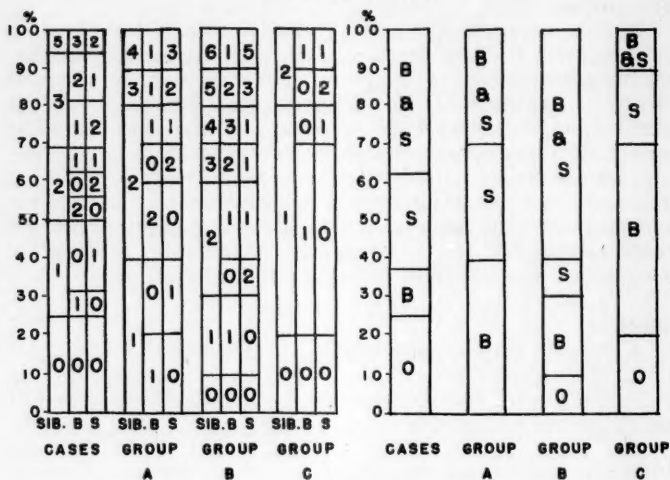 %
100
5 3 2 4 1 3 6 1 5 1 1
90
2 1 2
3 1 2 5 2 3 0 2
3
80
1 2 1 1 4 3 1 0 1
70
1 1 0 2 3 2 1
60
2 0 2 2
2 0 2 0 1 1 1 1 0
50
2
0 1
40
1 0 2
0 1
30
1 0
20
1 1 1 0
0 0 0 1 0 0 0 0
10
0 0 0
0
SIB. B S SIB. B S SIB. B S SIB. B S
CASES GROUP GROUP GROUP
A B C
%
100
B
B &S
90
B
&
80
& S B
S &
70
S
60
S
50
S B
40
S
30
B
20
B B
10
O O
O
0
CASES GROUP GROUP GROUP
A B C